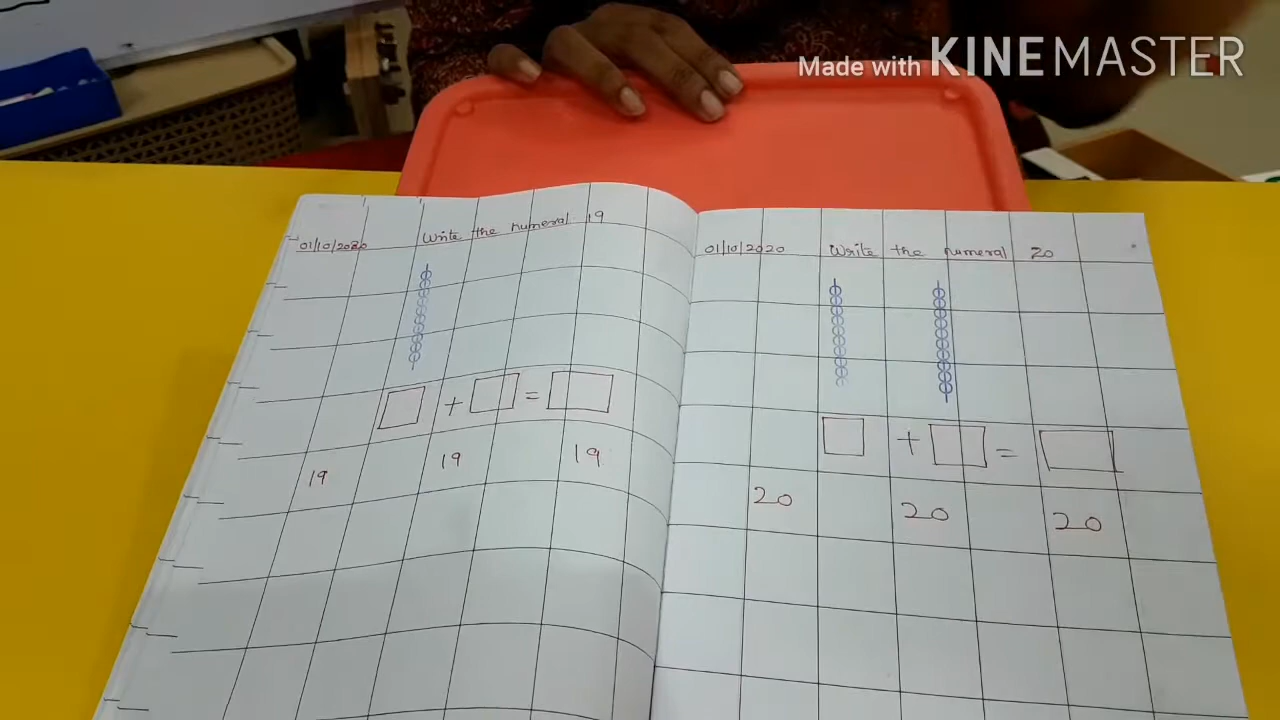 Made with KINEMASTER
01/10/2020 Write the numeral 19
+ =
19 19 19
01/10/2020 Write the numeral 20
+ =
20 20 20